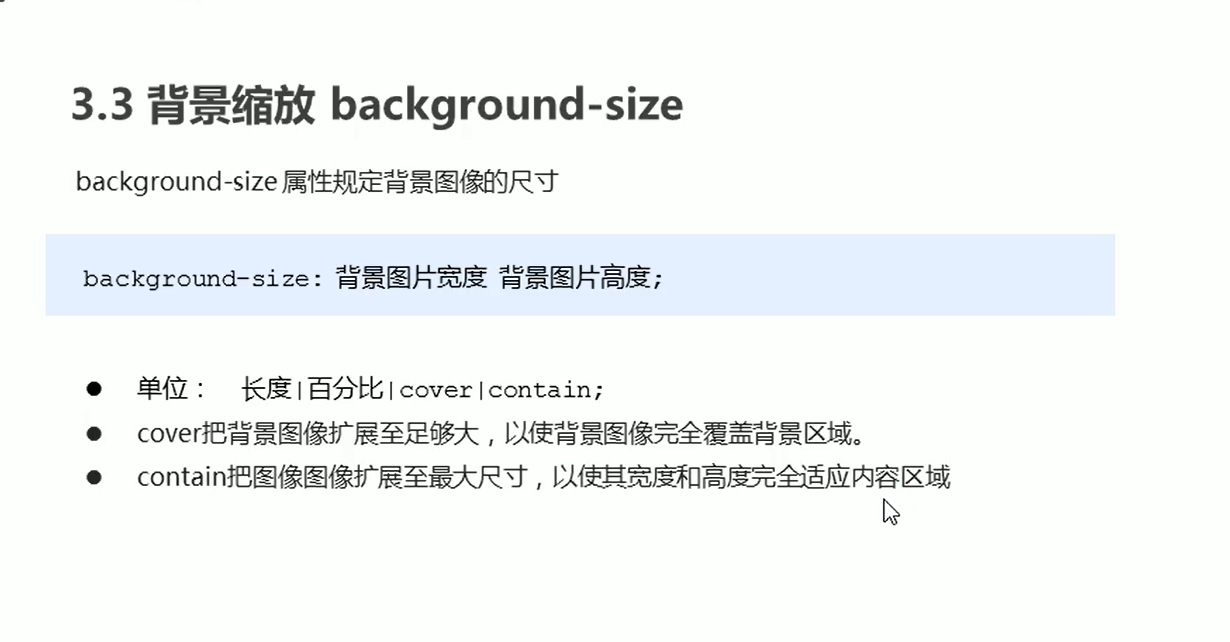 3.3 背景缩放 background-size
background-size 属性规定背景图像的尺寸
background-size: 背景图片宽度 背景图片高度;
● 单位： 长度|百分比|cover|contain;
● cover把背景图像扩展至足够大，以使背景图像完全覆盖背景区域。
● contain把图像图像扩展至最大尺寸，以使其宽度和高度完全适应内容区域